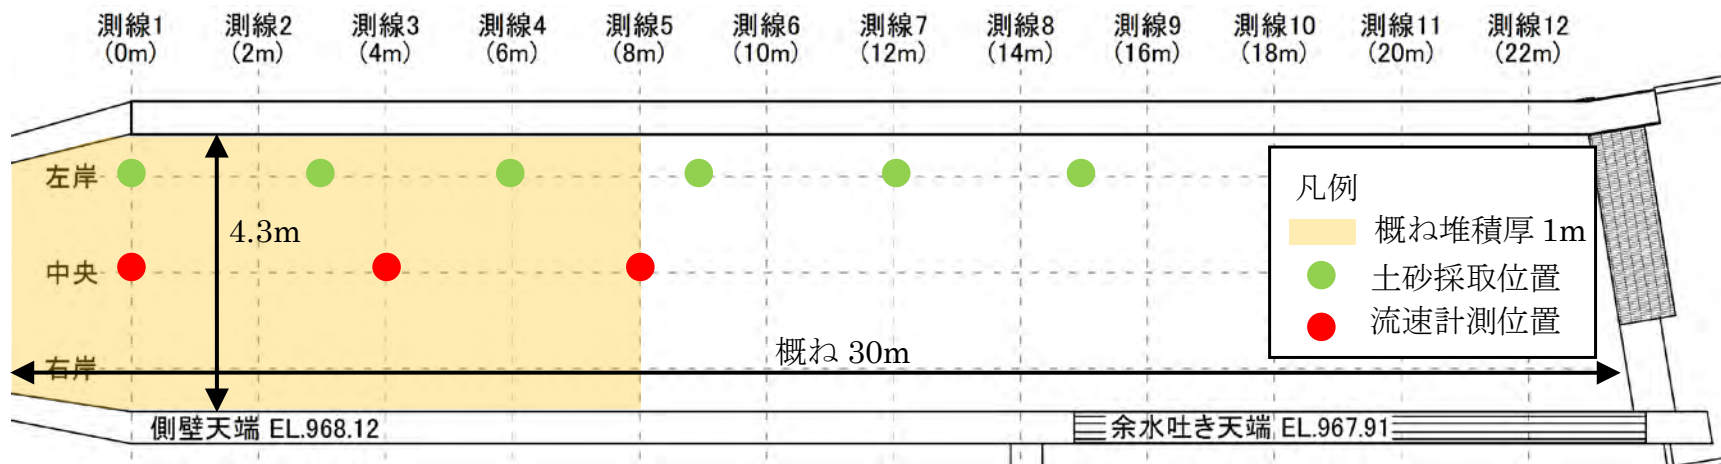 測線1 測線2 測線3 測線4 測線5 測線6 測線7 測線8 測線9 測線10 測線11 測線12
(0m) (2m) (4m) (6m) (8m) (10m) (12m) (14m) (16m) (18m) (20m) (22m)
左岸
4.3m
中央
右岸
概ね 30m
凡例
概ね堆積厚 1m
土砂採取位置
流速計測位置
側壁天端 EL.968.12
余水吐き天端 EL.967.91